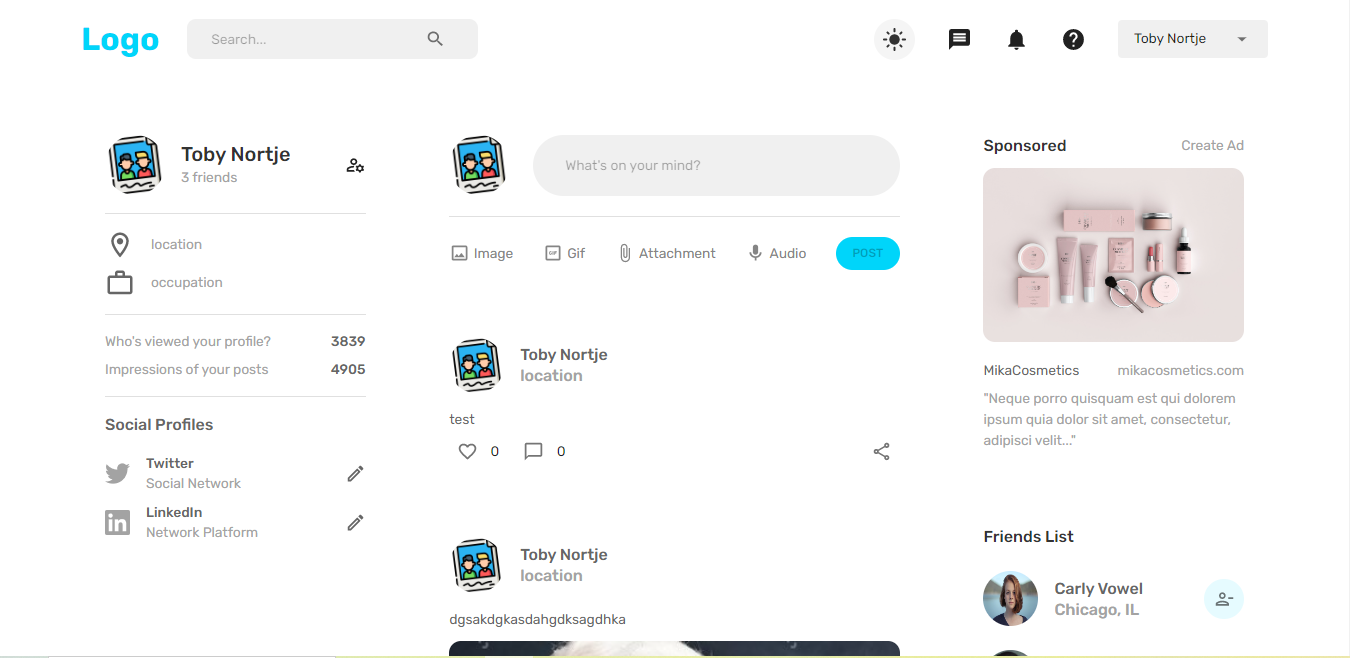 Logo
Search...
Toby Nortje
Toby Nortje
3 friends
location
occupation
Who's viewed your profile? 3839
Impressions of your posts 4905
Social Profiles
Twitter
Social Network
LinkedIn
Network Platform
What's on your mind?
Image
GIF
Gif
Attachment
Audio
POST
Toby Nortje
location
test
0
0
Toby Nortje
location
dgsakdgkasdahgdksagdhka
Sponsored
Create Ad
MikaCosmetics
mikacosmetics.com
"Neque porro quisquam est qui dolorem
ipsum quia dolor sit amet, consectetur,
adipisci velit..."
Friends List
Carly Vowel
Chicago, IL